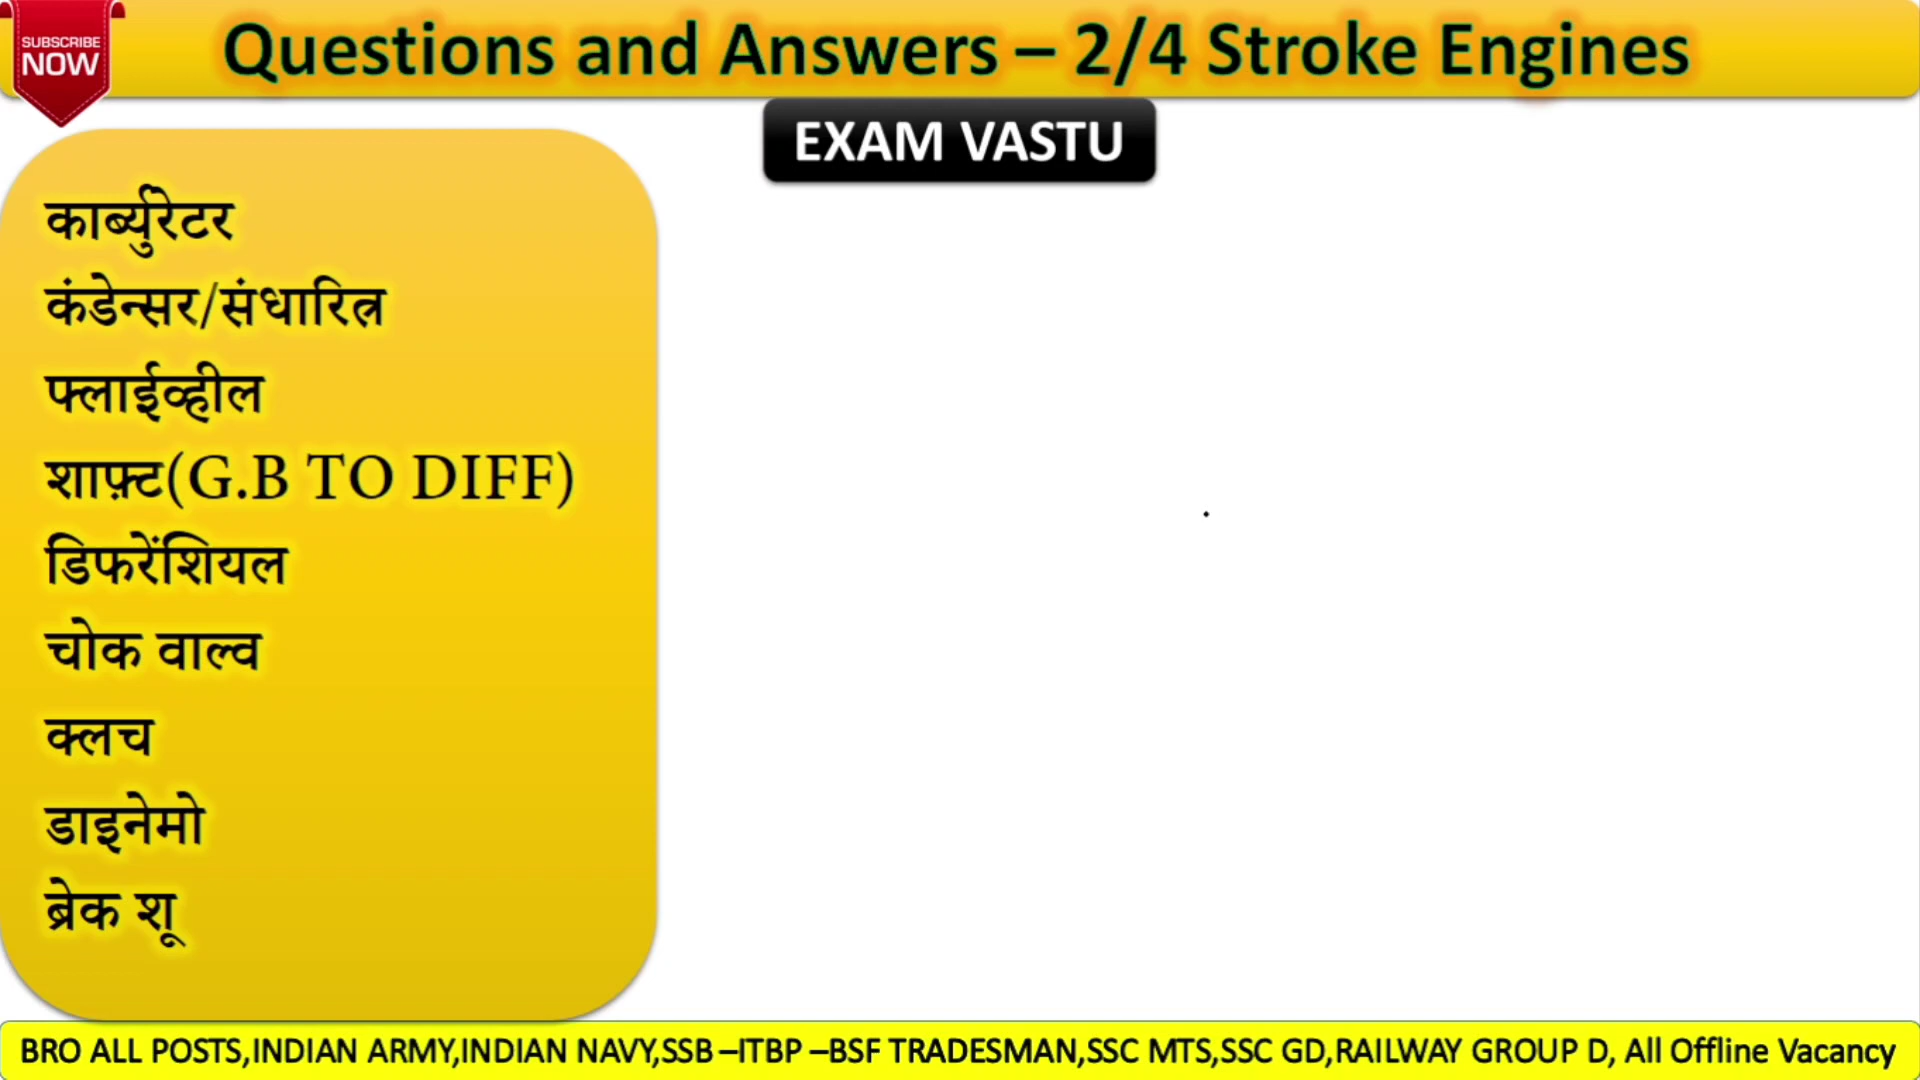 SUBSCRIBE
NOW
Questions and Answers – 2/4 Stroke Engines
EXAM VASTU
कार्ब्युरेटर
कंडेन्सर/संधारित्र
फ्लाईव्हील
शाफ़्ट(G.B TO DIFF)
डिफरेंशियल
चोक वाल्व
क्लच
डाइनेमो
ब्रेक शू
BRO ALL POSTS,INDIAN ARMY,INDIAN NAVY,SSB –ITBP –BSF TRADESMAN,SSC MTS,SSC GD,RAILWAY GROUP D, All Offline Vacancy